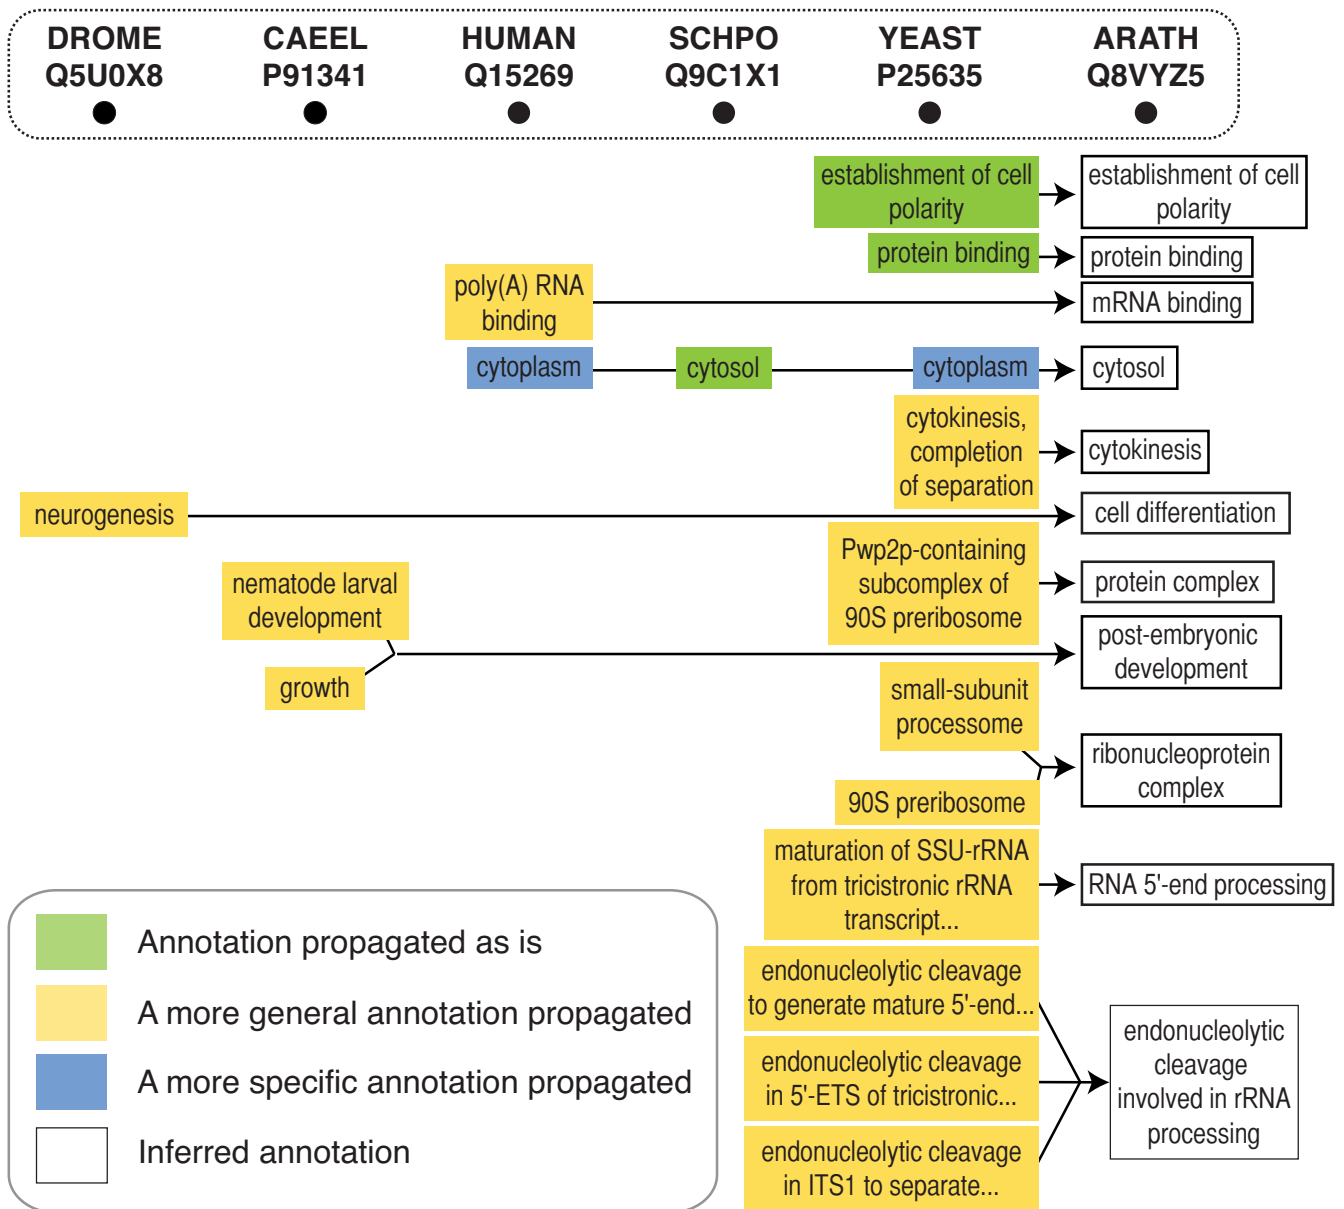 DROME
Q5U0X8
CAEEL
P91341
HUMAN
Q15269
SCHPO
Q9C1X1
YEAST
P25635
ARATH
Q8VYZ5
establishment of cell
polarity
establishment of cell
polarity
protein binding
protein binding
poly(A) RNA
binding
mRNA binding
cytoplasm
cytosol
cytoplasm
cytosol
cytokinesis,
completion
of separation
cytokinesis
neurogenesis
cell differentiation
Pwp2p-containing
subcomplex of
90S preribosome
protein complex
nematode larval
development
growth
post-embryonic
development
small-subunit
processome
90S preribosome
ribonucleoprotein
complex
maturation of SSU-rRNA
from tricistronic rRNA
transcript...
RNA 5'-end processing
endonucleolytic cleavage
to generate mature 5'-end...
endonucleolytic cleavage
in 5'-ETS of tricistronic...
endonucleolytic cleavage
in ITS1 to separate...
endonucleolytic
cleavage
involved in rRNA
processing
Annotation propagated as is
A more general annotation propagated
A more specific annotation propagated
Inferred annotation